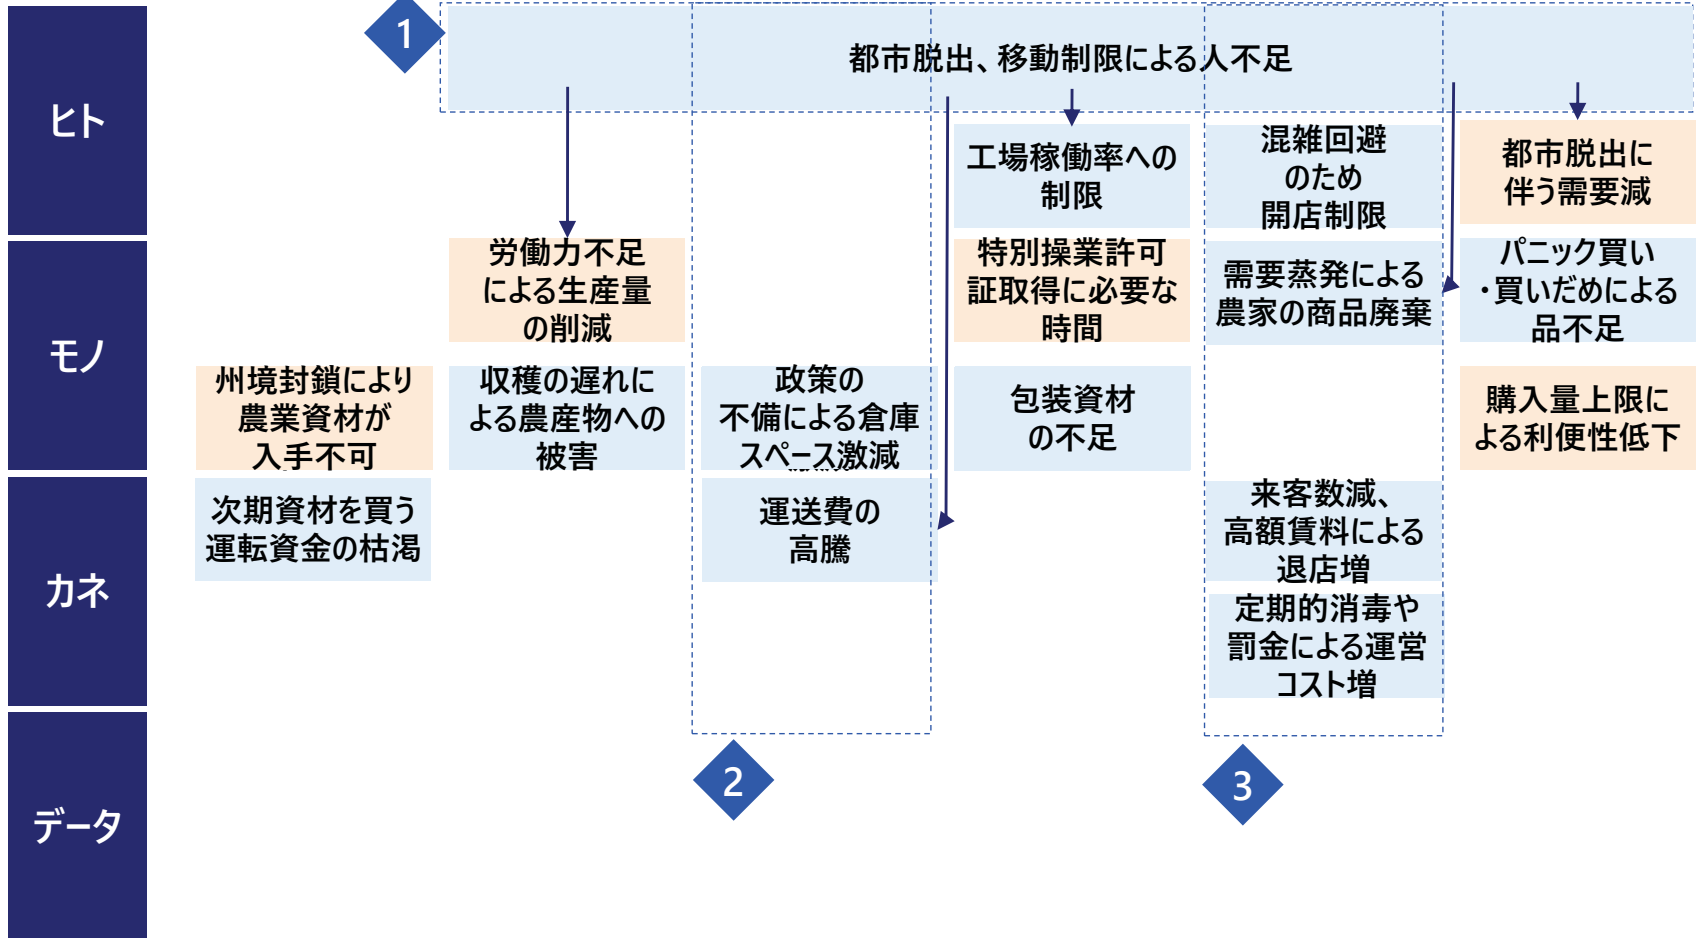 1
都市脱出、移動制限による人不足
ヒト
工場稼働率への
制限
混雑回避
のため
開店制限
都市脱出に
伴う需要減
モノ
労働力不足
による生産量
の削減
特別操業許可
証取得に必要な
時間
需要蒸発による
農家の商品廃棄
パニック買い
・買いだめによる
品不足
州境封鎖により
農業資材が
入手不可
収穫の遅れに
よる農産物への
被害
政策の
不備による倉庫
スペース激減
包装資材
の不足
購入量上限に
よる利便性低下
カネ
次期資材を買う
運転資金の枯渇
運送費の
高騰
来客数減、
高額賃料による
退店増
定期的消毒や
罰金による運営
コスト増
データ
2
3